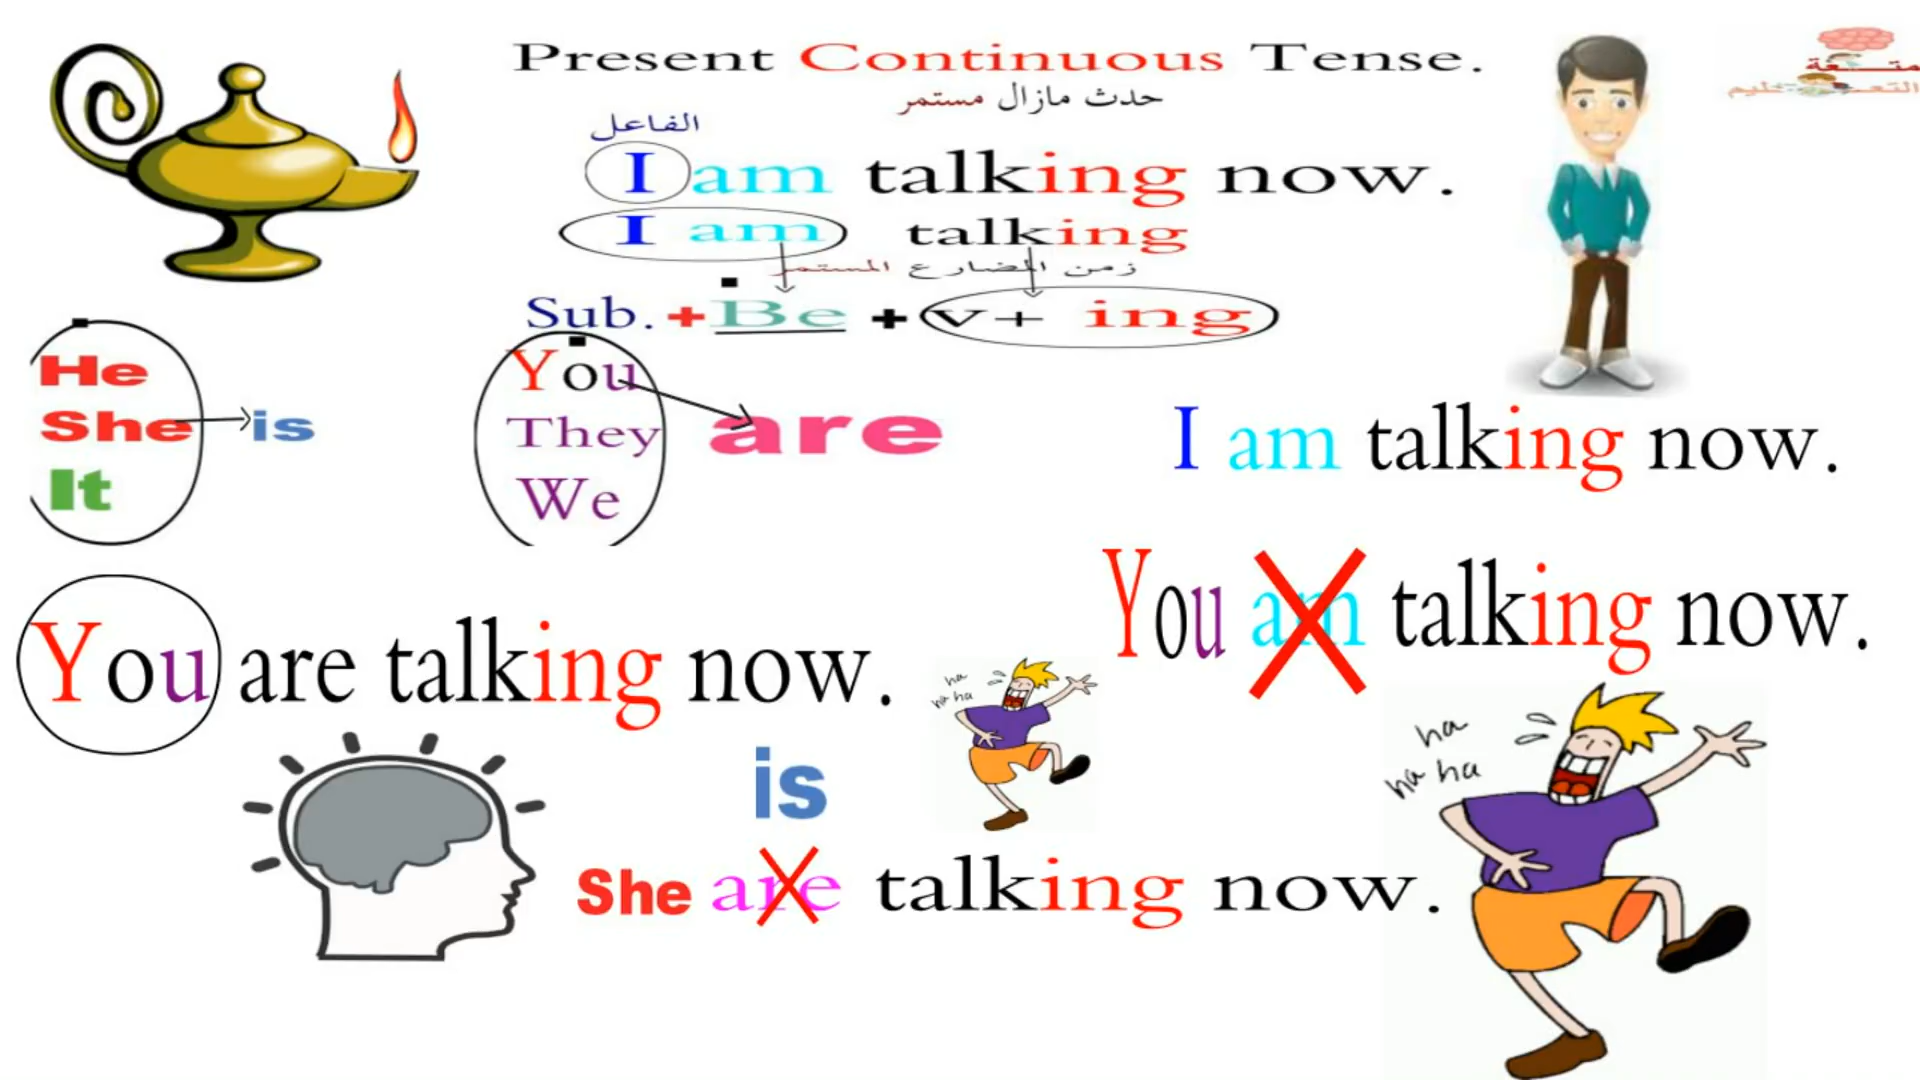 Present Continuous Tense.
حدث مازال مستمر
متـــعة
التعـــليم
الفاعل
I am talking now.
I am talking
زمن المضارع المستمر
Sub. + Be + v+ ing
He
She is
It
You
They are
We
I am talking now.
You am talking now.
You are talking now.
ha
ha ha
ha
ha ha
is
She are talking now.